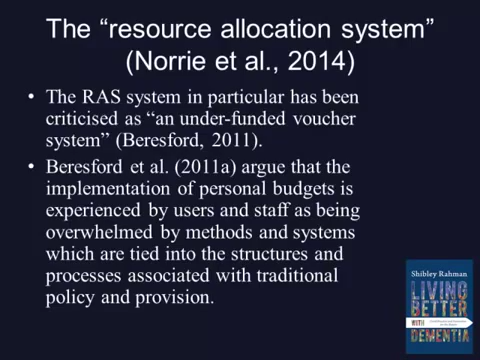 The “resource allocation system”
(Norrie et al., 2014)
• The RAS system in particular has been
criticised as “an under-funded voucher
system” (Beresford, 2011).
• Beresford et al. (2011a) argue that the
implementation of personal budgets is
experienced by users and staff as being
overwhelmed by methods and systems
which are tied into the structures and
processes associated with traditional
policy and provision.
Shibley Rahman
LIVING
BETTER
WITH
DEMENTIA